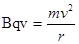 Bqv = mv²/r